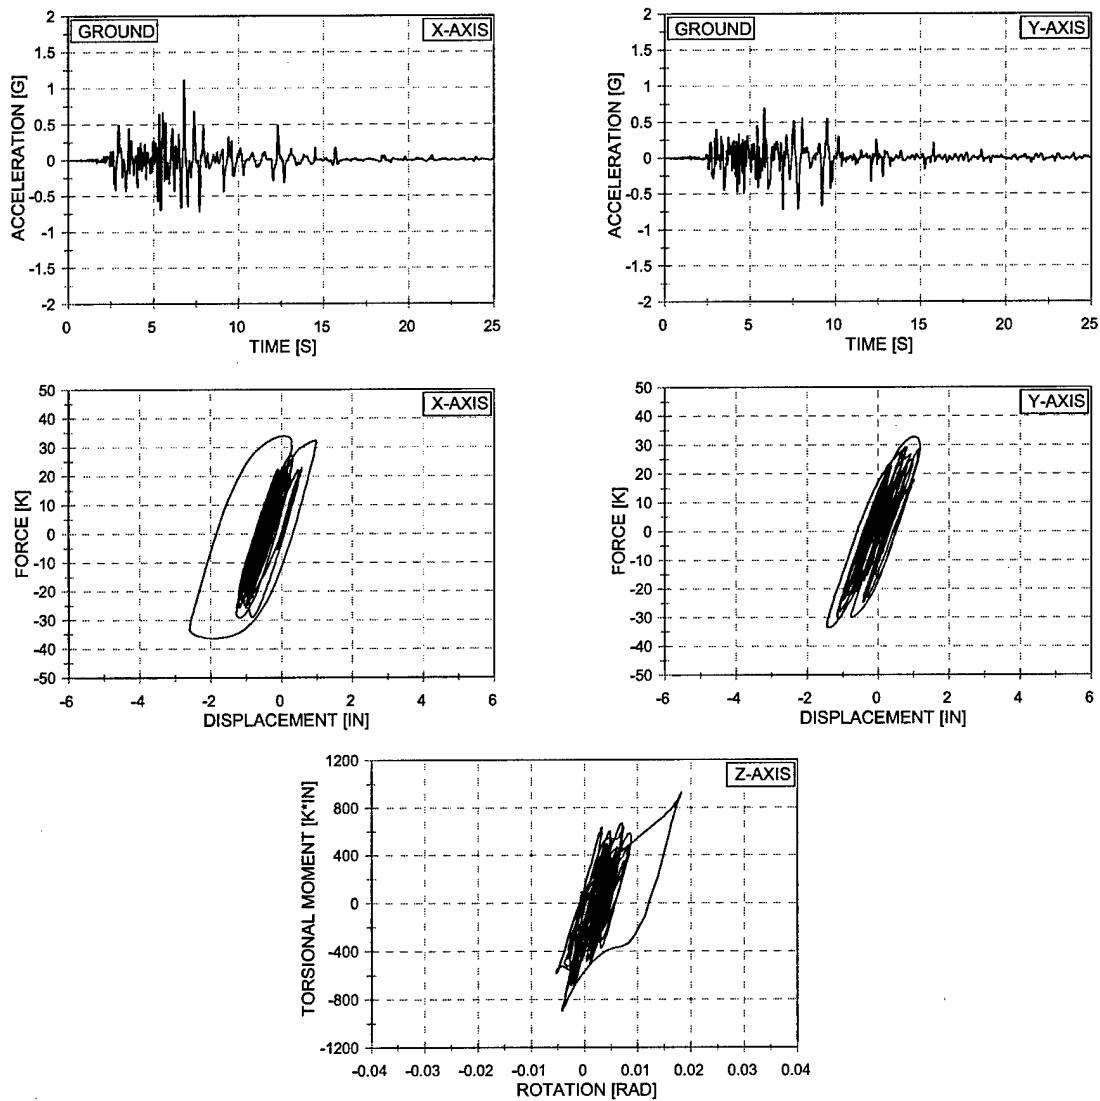 GROUND X-AXIS
2
1.5
1
0.5
0
-0.5
-1
-1.5
-2
ACCELERATION [G]
0 5 10 15 20 25
TIME [S]
GROUND Y-AXIS
2
1.5
1
0.5
0
-0.5
-1
-1.5
-2
ACCELERATION [G]
0 5 10 15 20 25
TIME [S]
X-AXIS
50
40
30
20
10
0
-10
-20
-30
-40
-50
FORCE [K]
-6 -4 -2 0 2 4 6
DISPLACEMENT [IN]
Y-AXIS
50
40
30
20
10
0
-10
-20
-30
-40
-50
FORCE [K]
-6 -4 -2 0 2 4 6
DISPLACEMENT [IN]
Z-AXIS
1200
800
400
0
-400
-800
-1200
TORSIONAL MOMENT [K*IN]
-0.04 -0.04 -0.02 -0.01 0 0.01 0.02 0.03 0.04
ROTATION [RAD]